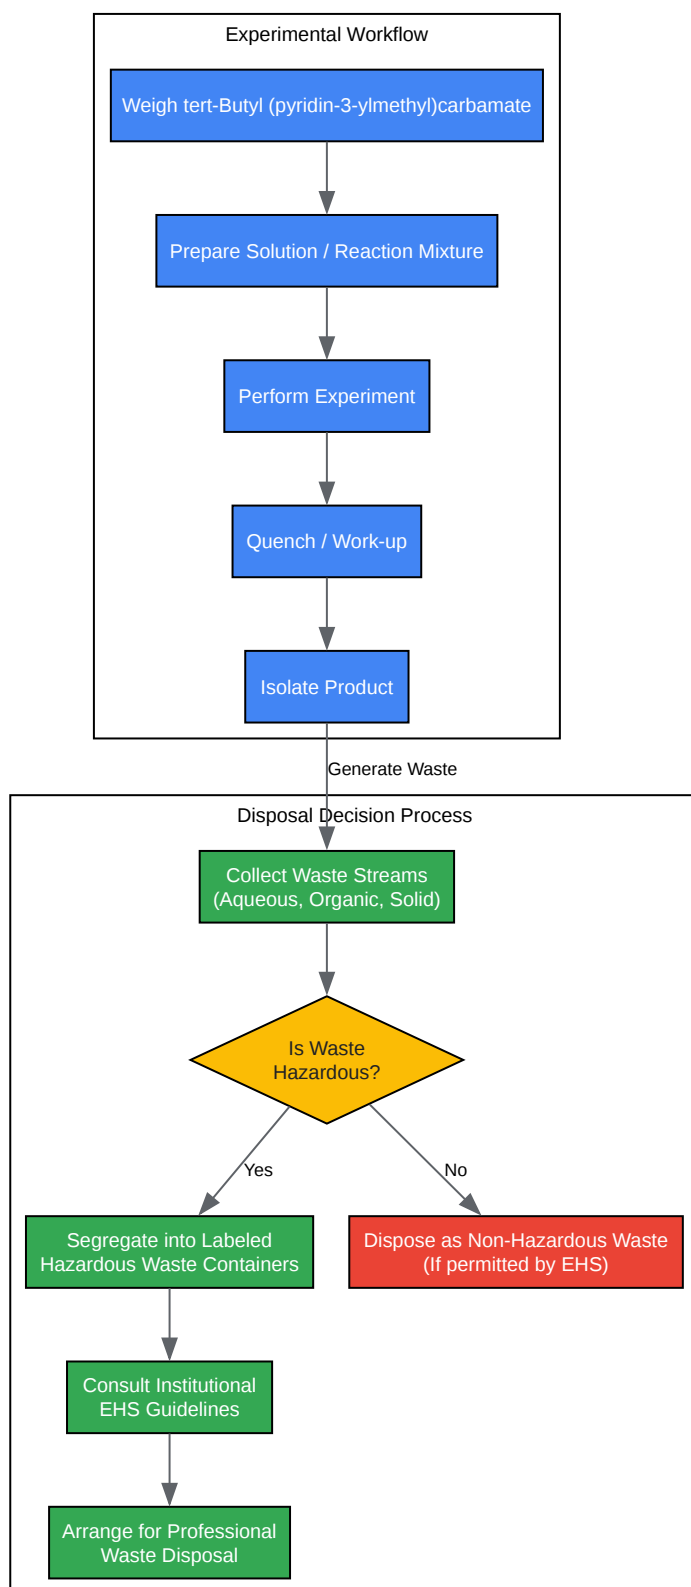 Experimental Workflow
Weigh tert-Butyl (pyridin-3-ylmethyl)carbamate
Prepare Solution / Reaction Mixture
Perform Experiment
Quench / Work-up
Isolate Product
Generate Waste
Disposal Decision Process
Collect Waste Streams
(Aqueous, Organic, Solid)
Is Waste
Hazardous?
Yes
No
Segregate into Labeled
Hazardous Waste Containers
Dispose as Non-Hazardous Waste
(If permitted by EHS)
Consult Institutional
EHS Guidelines
Arrange for Professional
Waste Disposal